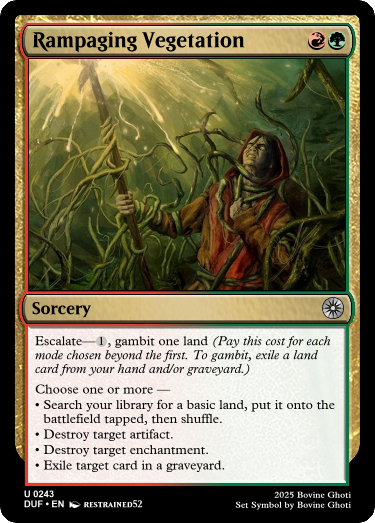 Rampaging Vegetation
Sorcery
Escalate—1, gambit one land (Pay this cost for each
mode chosen beyond the first. To gambit, exile a land
card from your hand and/or graveyard.)
Choose one or more —
• Search your library for a basic land, put it onto the
battlefield tapped, then shuffle.
• Destroy target artifact.
• Destroy target enchantment.
• Exile target card in a graveyard.
U 0243
DUF • EN RESTRAINED52
2025 Bovine Ghoti
Set Symbol by Bovine Ghoti